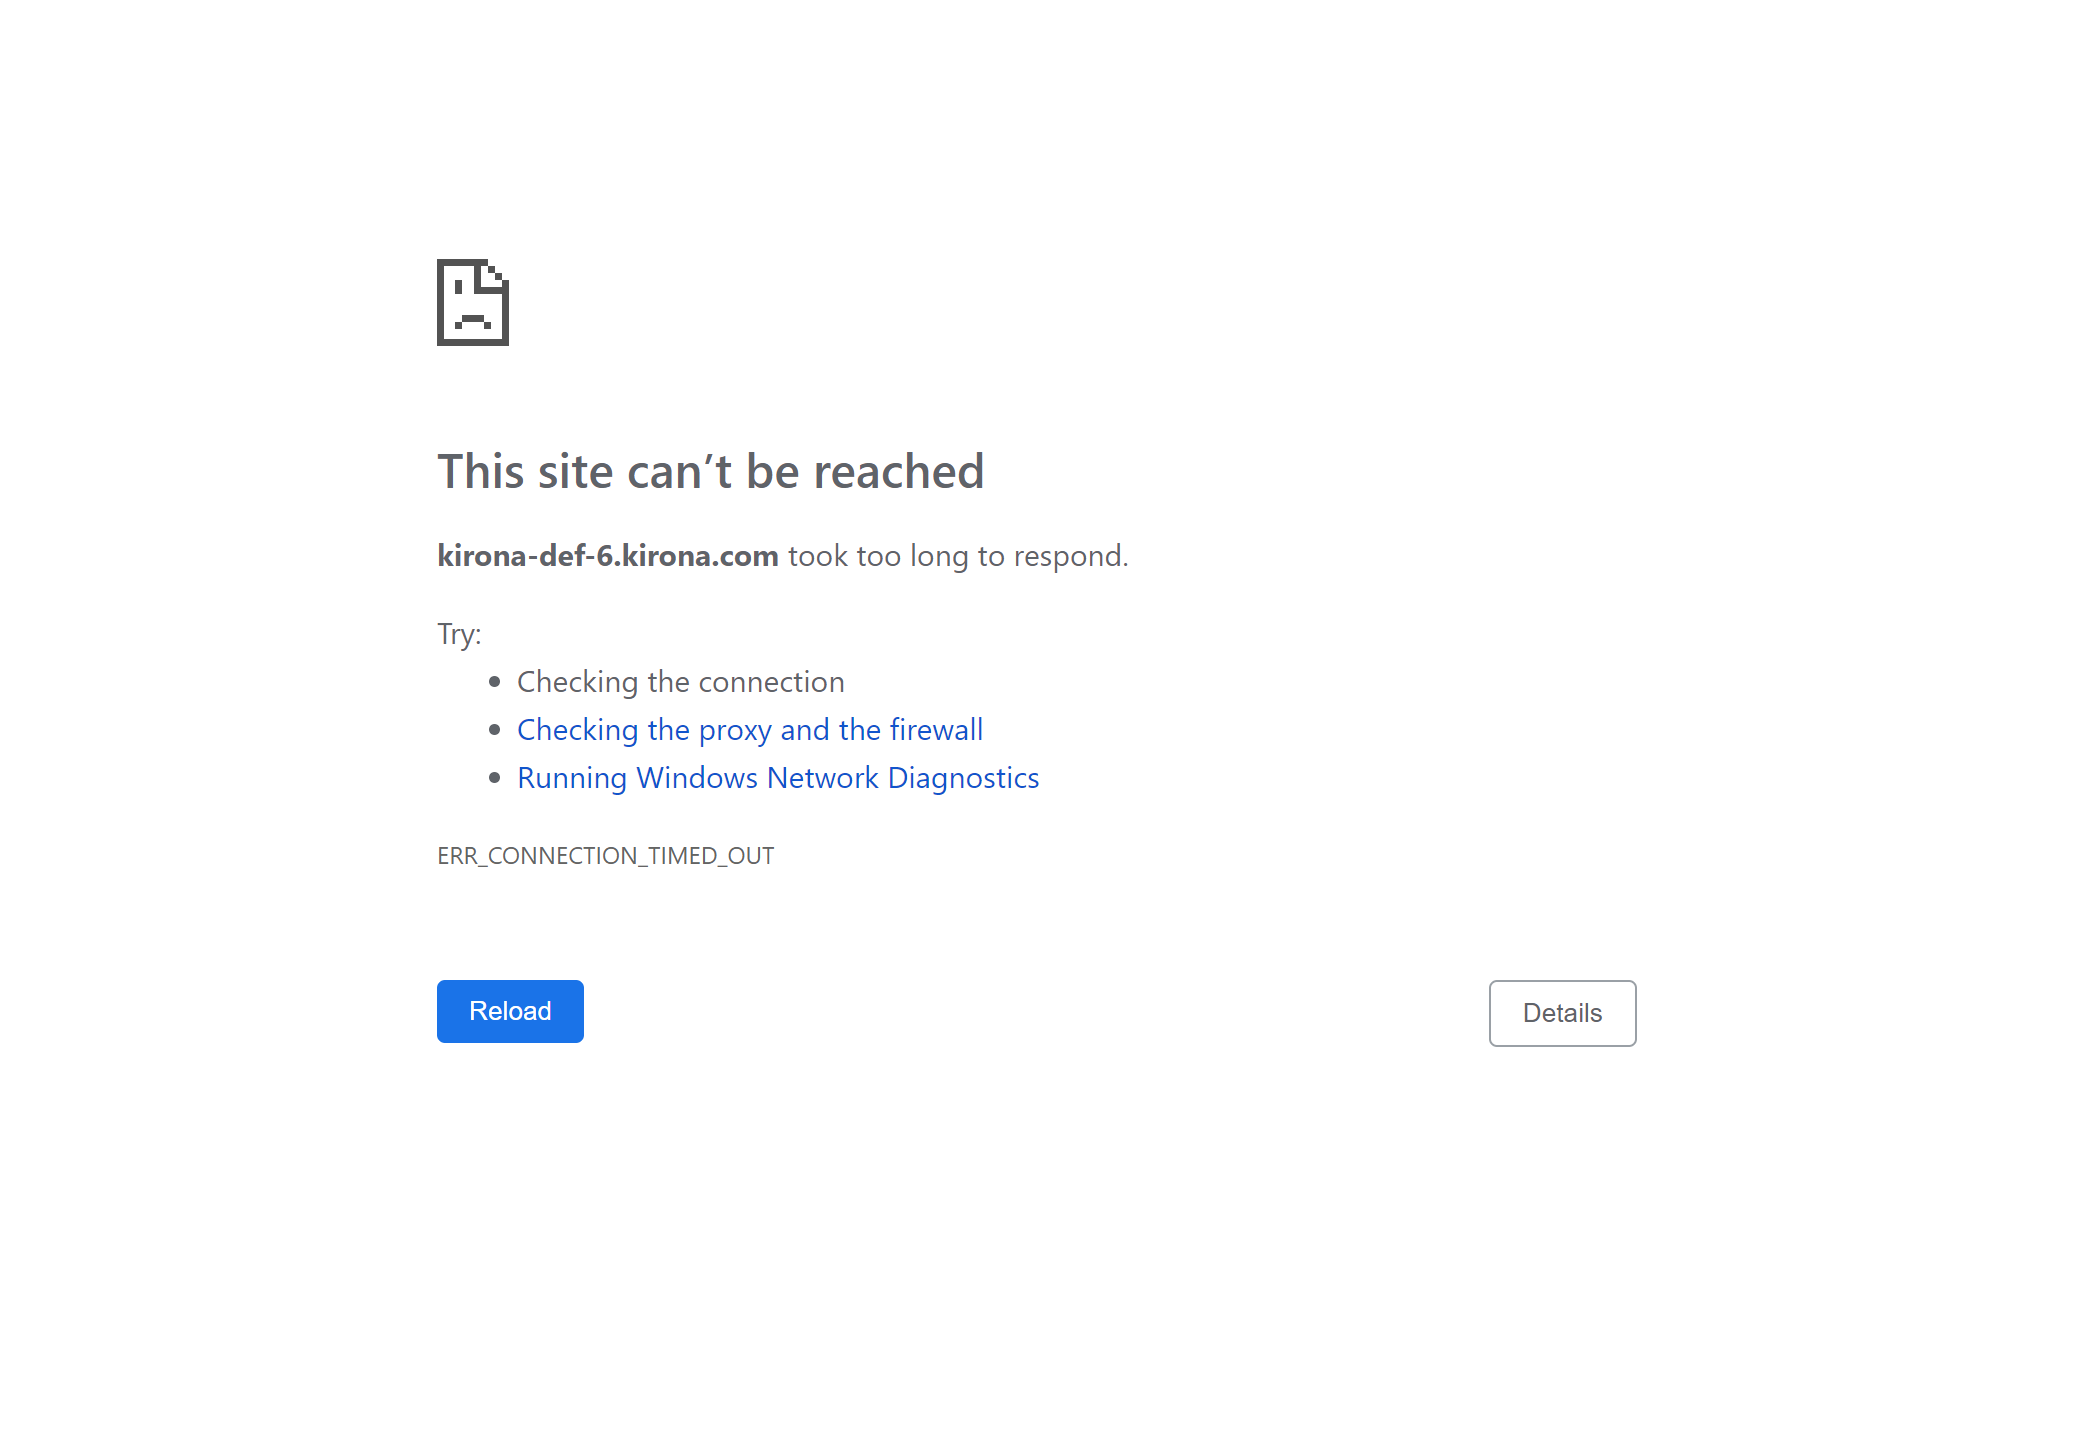 This site can’t be reached
kirona-def-6.kirona.com took too long to respond.
Try:
Checking the connection
Checking the proxy and the firewall
Running Windows Network Diagnostics
ERR_CONNECTION_TIMED_OUT
Reload
Details